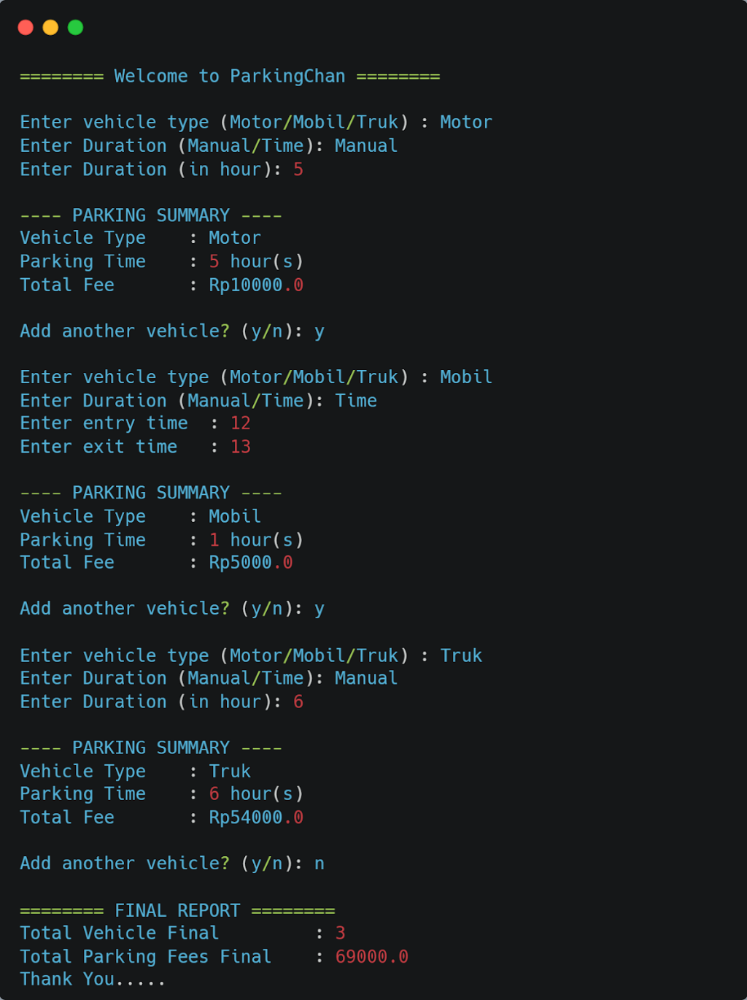 ======== Welcome to ParkingChan ========
Enter vehicle type (Motor/Mobil/Truk) : Motor
Enter Duration (Manual/Time): Manual
Enter Duration (in hour): 5
---- PARKING SUMMARY ----
Vehicle Type    : Motor
Parking Time    : 5 hour(s)
Total Fee       : Rp10000.0
Add another vehicle? (y/n): y
Enter vehicle type (Motor/Mobil/Truk) : Mobil
Enter Duration (Manual/Time): Time
Enter entry time  : 12
Enter exit time   : 13
---- PARKING SUMMARY ----
Vehicle Type    : Mobil
Parking Time    : 1 hour(s)
Total Fee       : Rp5000.0
Add another vehicle? (y/n): y
Enter vehicle type (Motor/Mobil/Truk) : Truk
Enter Duration (Manual/Time): Manual
Enter Duration (in hour): 6
---- PARKING SUMMARY ----
Vehicle Type    : Truk
Parking Time    : 6 hour(s)
Total Fee       : Rp54000.0
Add another vehicle? (y/n): n
======== FINAL REPORT ========
Total Vehicle Final         : 3
Total Parking Fees Final    : 69000.0
Thank You.....